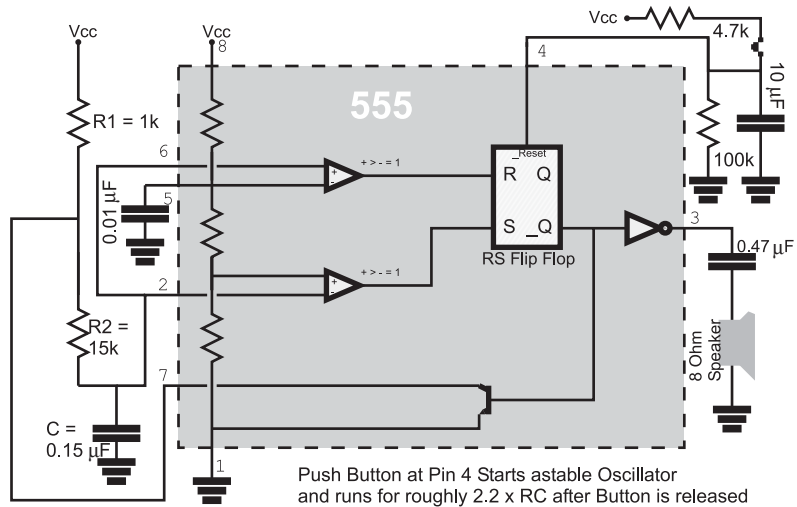 Vcc
Vcc
8
Vcc
4.7k
4
10 µF
555
R1 = 1k
6
+ > - = 1
+
-
_Reset
R Q
S _Q
RS Flip Flop
100k
5
0.01 µF
3
0.47 µF
2
+ > - = 1
+
-
R2 =
15k
8 Ohm
Speaker
7
C =
0.15 µF
1
Push Button at Pin 4 Starts astable Oscillator
and runs for roughly 2.2 x RC after Button is released